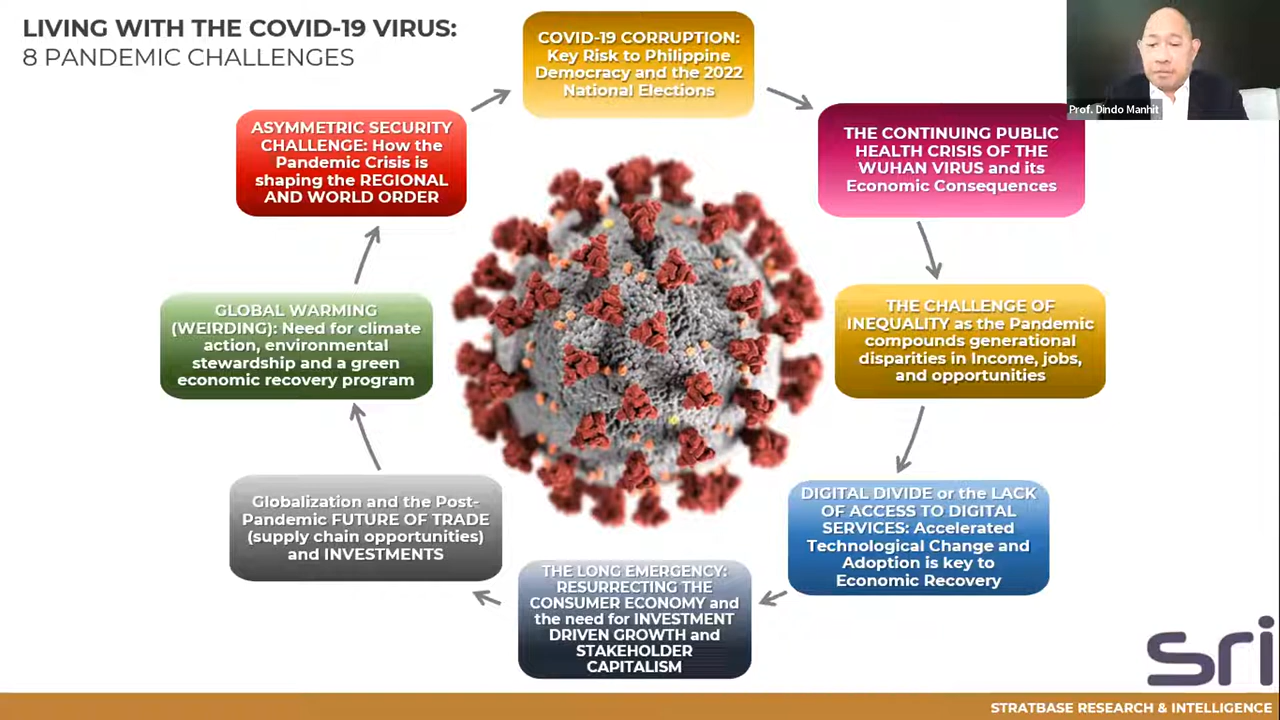 LIVING WITH THE COVID-19 VIRUS:
8 PANDEMIC CHALLENGES
COVID-19 CORRUPTION:
Key Risk to Philippine
Democracy and the 2022
National Elections
Prof. Dindo Manhit
THE CONTINUING PUBLIC
HEALTH CRISIS OF THE
WUHAN VIRUS and its
Economic Consequences
THE CHALLENGE OF
INEQUALITY as the Pandemic
compounds generational
disparities in Income, jobs,
and opportunities
DIGITAL DIVIDE or the LACK
OF ACCESS TO DIGITAL
SERVICES: Accelerated
Technological Change and
Adoption is key to
Economic Recovery
THE LONG EMERGENCY:
RESURRECTING THE
CONSUMER ECONOMY and
the need for INVESTMENT
DRIVEN GROWTH and
STAKEHOLDER
CAPITALISM
Globalization and the Post-
Pandemic FUTURE OF TRADE
(supply chain opportunities)
and INVESTMENTS
GLOBAL WARMING
(WEIRDING): Need for climate
action, environmental
stewardship and a green
economic recovery program
ASYMMETRIC SECURITY
CHALLENGE: How the
Pandemic Crisis is
shaping the REGIONAL
AND WORLD ORDER
sri
STRATBASE RESEARCH & INTELLIGENCE